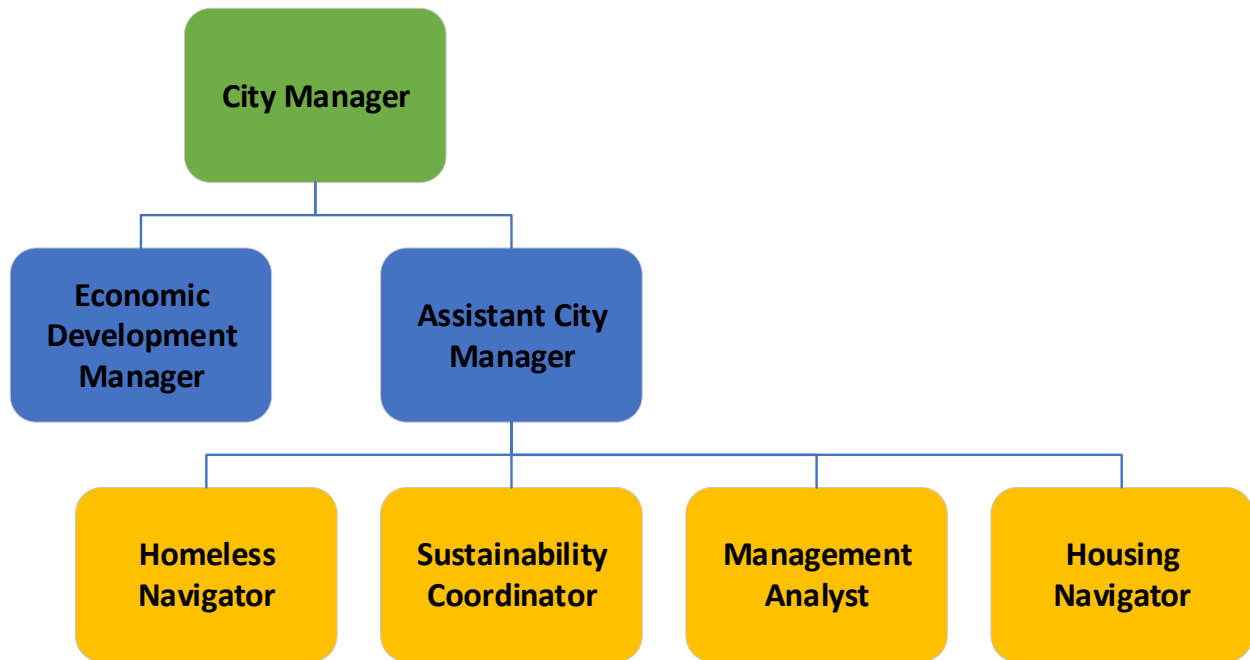 City Manager
Economic
Development
Manager
Assistant City
Manager
Homeless
Navigator
Sustainability
Coordinator
Management
Analyst
Housing
Navigator